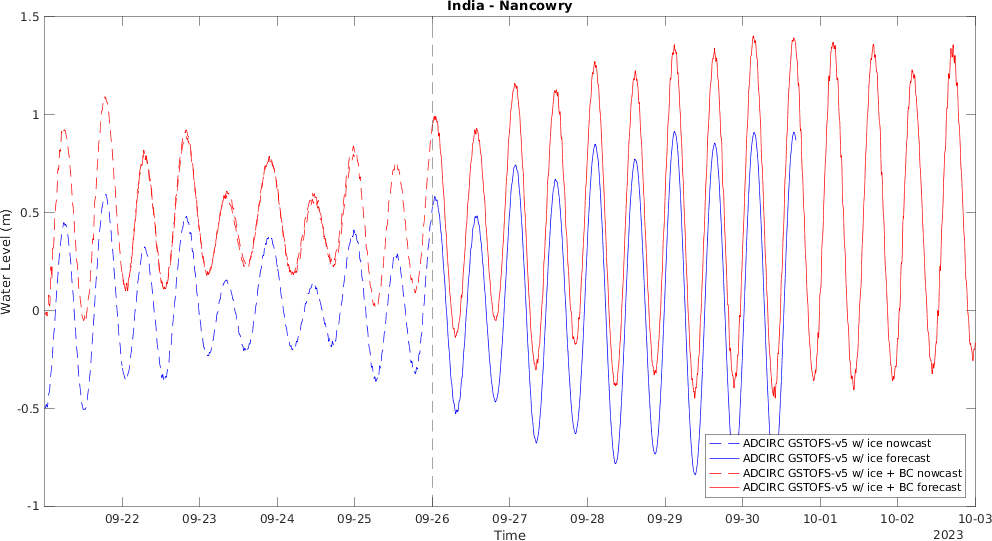 India - Nancowry
Water Level (m)
1.5
1
0.5
0
-0.5
-1
ADCIRC GSTOFS-v5 w/ ice nowcast
ADCIRC GSTOFS-v5 w/ ice forecast
ADCIRC GSTOFS-v5 w/ ice + BC nowcast
ADCIRC GSTOFS-v5 w/ ice + BC forecast
09-22 09-23 09-24 09-25 09-26 09-27 09-28 09-29 09-30 10-01 10-02 10-03
Time
2023